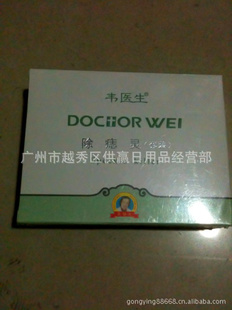 韦医生
DOCHOR WEI
除痣灵
广州市越秀区供赢日用品经营部
gongying88668.cn.alibaba.com